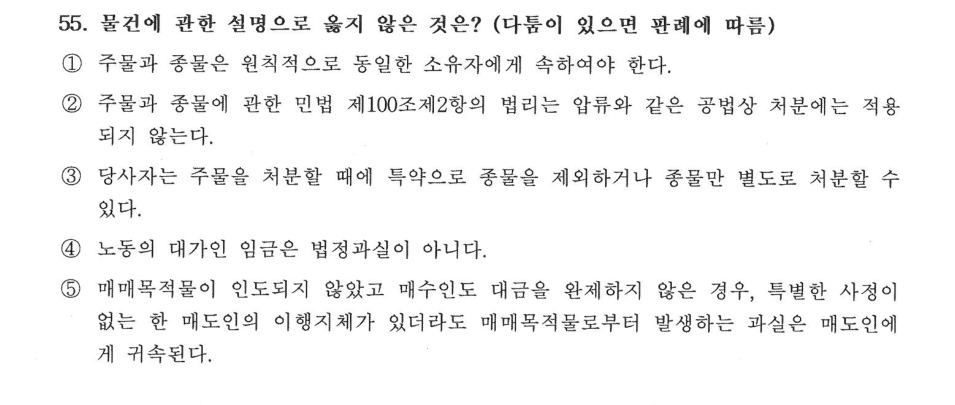 55. 물건에 관한 설명으로 옳지 않은 것은? (다툼이 있으면 판례에 따름)
① 주물과 종물은 원칙적으로 동일한 소유자에게 속하여야 한다.
② 주물과 종물에 관한 민법 제100조제2항의 법리는 압류와 같은 공법상 처분에는 적용
되지 않는다.
③ 당사자는 주물을 처분할 때에 특약으로 종물을 제외하거나 종물만 별도로 처분할 수
있다.
④ 노동의 대가인 임금은 법정과실이 아니다.
⑤ 매매목적물이 인도되지 않았고 매수인도 대금을 완제하지 않은 경우, 특별한 사정이
없는 한 매도인의 이행지체가 있더라도 매매목적물로부터 발생하는 과실은 매도인에
게 귀속된다.